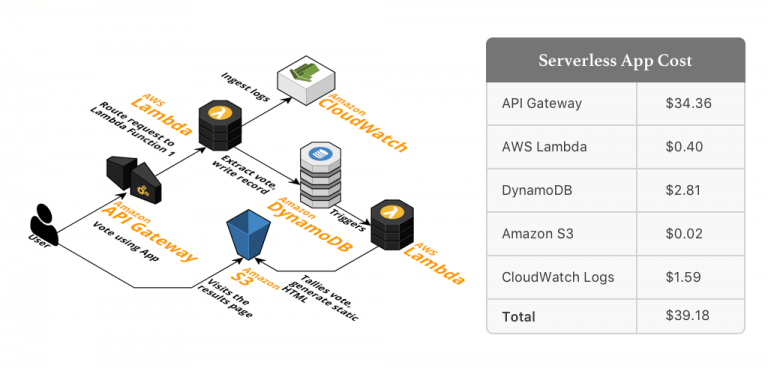 User
Vote using App
Amazon
API Gateway
Route request to
Lambda Function 1
AWS
Lambda
Ingest logs
Amazon
CloudWatch
Extract vote,
write record
Amazon
DynamoDB
Triggers
AWS
Lambda
Tallies vote,
generate static
HTML
Amazon
S3
Visits the
results page
Serverless App Cost
API Gateway $34.36
AWS Lambda $0.40
DynamoDB $2.81
Amazon S3 $0.02
CloudWatch Logs $1.59
Total $39.18